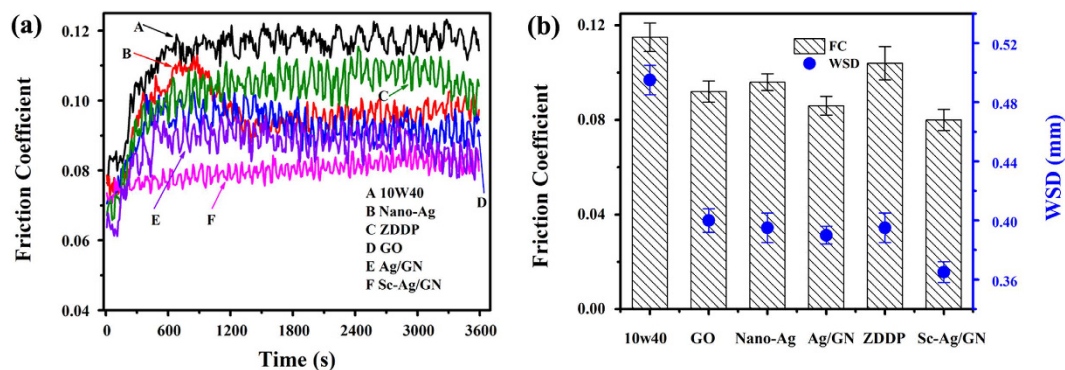 (a)
Friction Coefficient
0.12
0.10
0.08
0.06
0.04
A
B
C
D
E
F
A 10W40
B Nano-Ag
C ZDDP
D GO
E Ag/GN
F Sc-Ag/GN
0 600 1200 1800 2400 3000 3600
Time (s)
(b)
Friction Coefficient
0.12
0.08
0.04
0.00
FC
WSD
0.52
0.48
0.44
0.40
0.36
WSD (mm)
10w40 GO Nano-Ag Ag/GN ZDDP Sc-Ag/GN